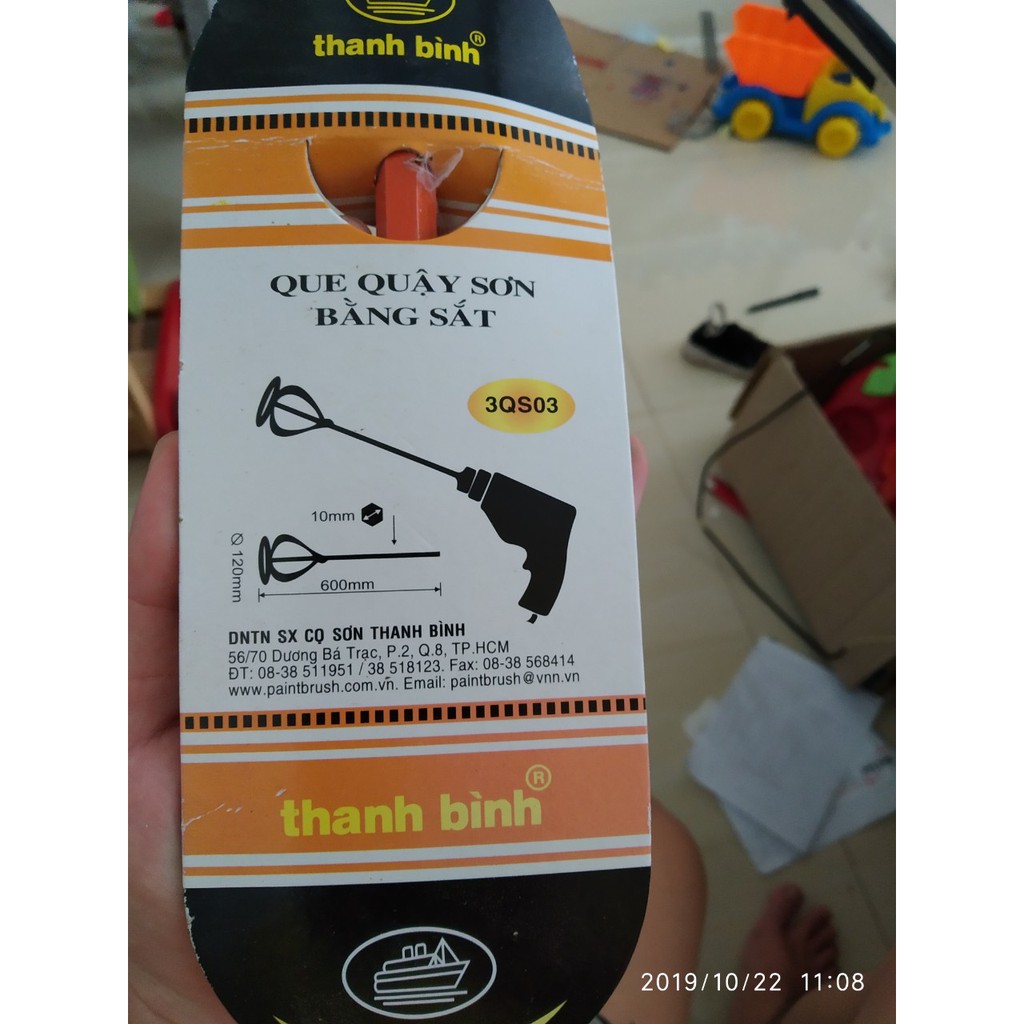 thanh bình®
QUE QUẬY SƠN
BẰNG SẮT
3QS03
10mm
Ø 120mm
600mm
DNTN SX CỌ SƠN THANH BÌNH
56/70 Dương Bá Trạc, P.2, Q.8, TP.HCM
ĐT: 08-38 511951 / 38 518123. Fax: 08-38 568414
www.paintbrush.com.vn. Email: paintbrush@vnn.vn
thanh bình®
2019/10/22 11:08